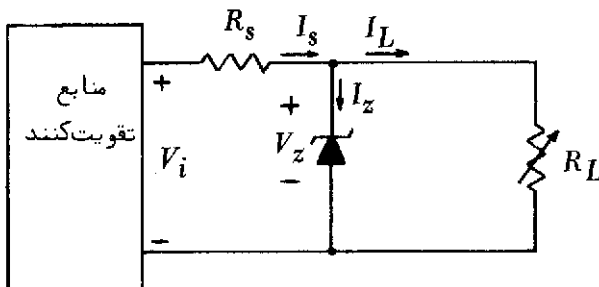 R_s
I_s
I_L
منابع
تقویت‌کنند
+
V_i
-
+
V_z
-
I_z
R_L